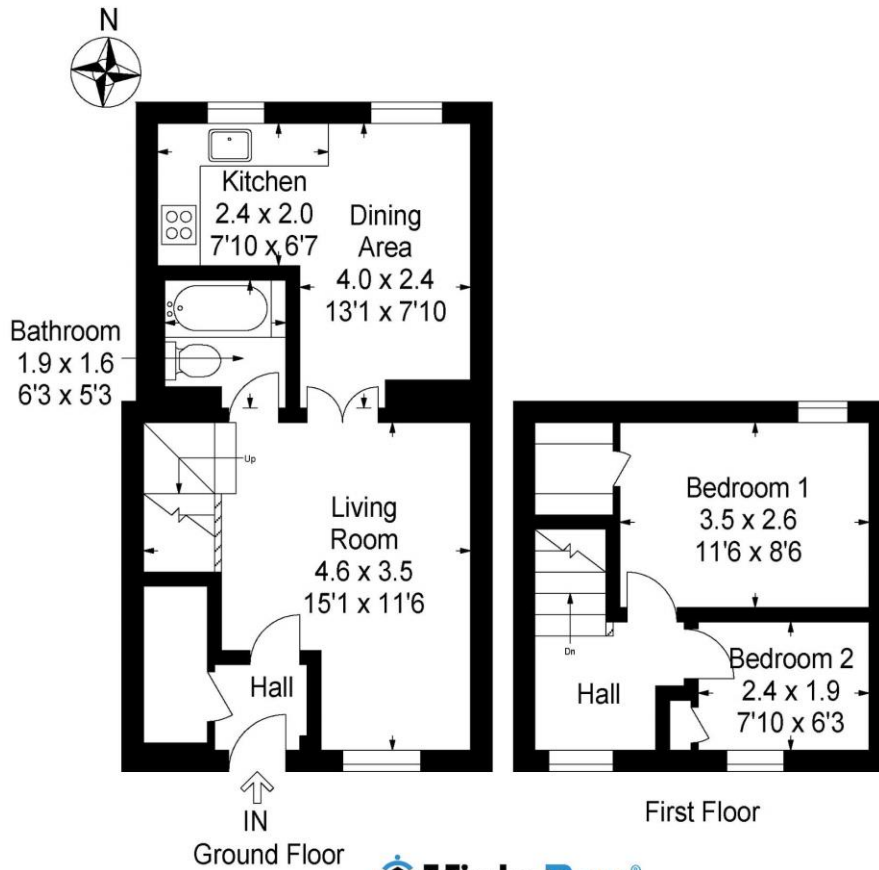 N
Kitchen
2.4 x 2.0
7'10 x 6'7
Dining
Area
4.0 x 2.4
13'1 x 7'10
Bathroom
1.9 x 1.6
6'3 x 5'3
Up
Living
Room
4.6 x 3.5
15'1 x 11'6
Hall
IN
Ground Floor
Bedroom 1
3.5 x 2.6
11'6 x 8'6
Dn
Hall
Bedroom 2
2.4 x 1.9
7'10 x 6'3
First Floor